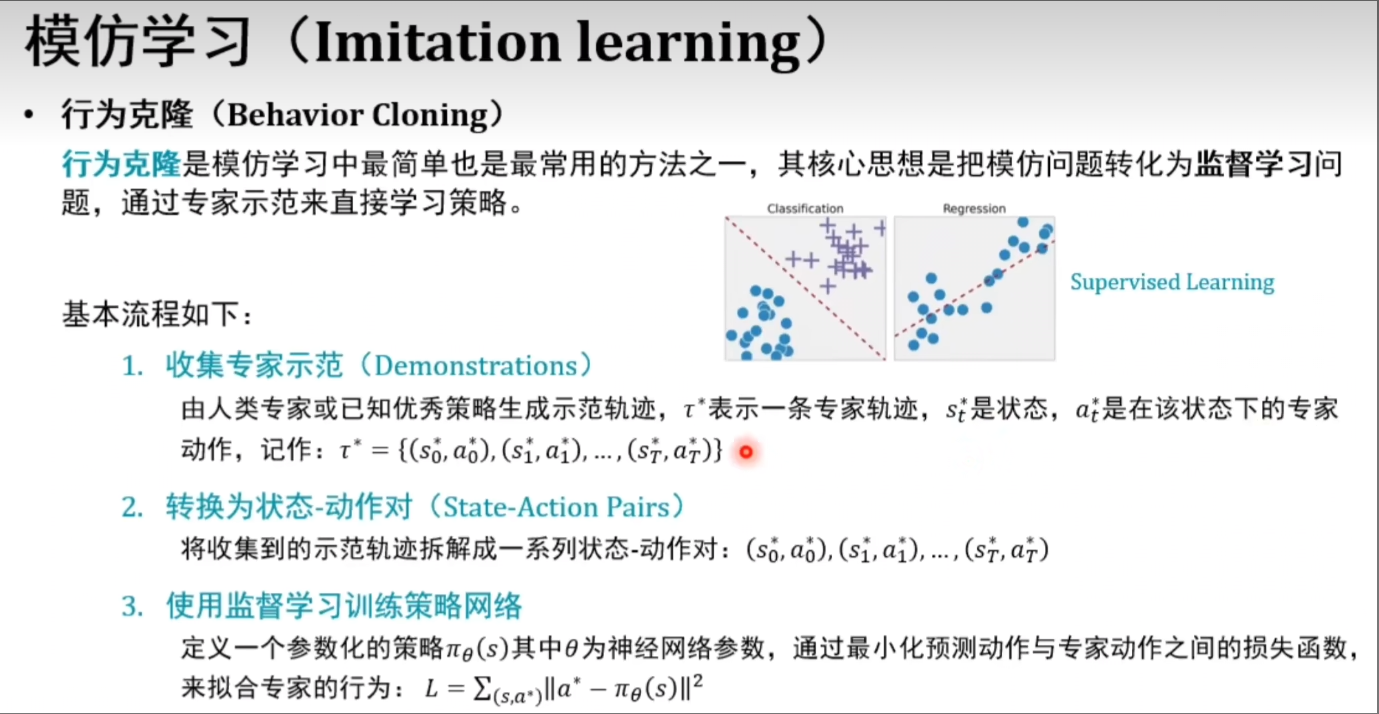 模仿学习（Imitation learning）
• 行为克隆（Behavior Cloning）
行为克隆是模仿学习中最简单也是最常用的方法之一，其核心思想是把模仿问题转化为监督学习问
题，通过专家示范来直接学习策略。
Classification Regression
Supervised Learning
基本流程如下：
1. 收集专家示范（Demonstrations）
由人类专家或已知优秀策略生成示范轨迹，τ*表示一条专家轨迹，s_t^*是状态，a_t^*是在该状态下的专家
动作，记作：τ* = {(s_0^*, a_0^*), (s_1^*, a_1^*), ..., (s_T^*, a_T^*)}
2. 转换为状态-动作对（State-Action Pairs）
将收集到的示范轨迹拆解成一系列状态-动作对：(s_0^*, a_0^*), (s_1^*, a_1^*), ..., (s_T^*, a_T^*)
3. 使用监督学习训练策略网络
定义一个参数化的策略π_θ(s)其中θ为神经网络参数，通过最小化预测动作与专家动作之间的损失函数，
来拟合专家的行为：L = Σ_(s,a*)‖a* − π_θ(s)‖²